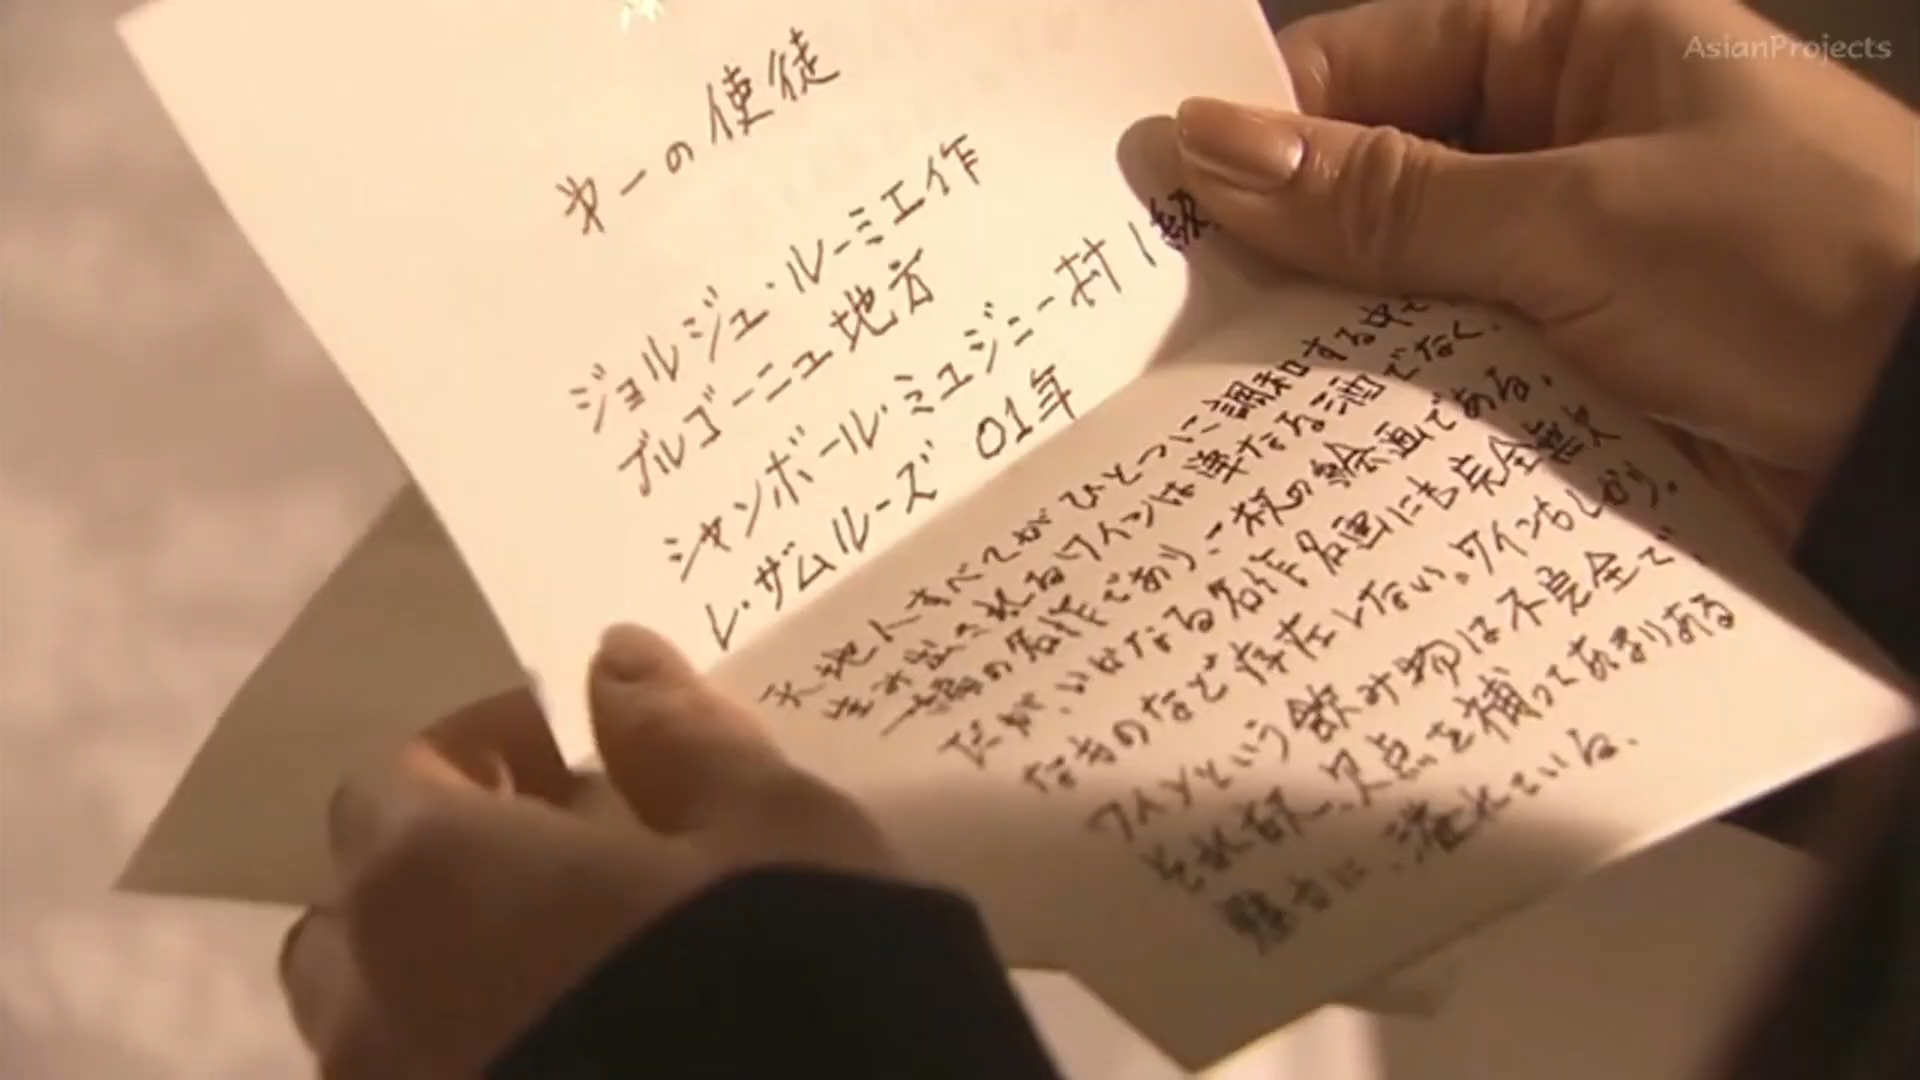 AsianProjects
第一の使徒
ジョルジュ・ルーミエ作
ブルゴーニュ地方
シャンボール・ミュジニー村 1級
レ・ザムルーズ 01年
天地人すべてがひとつに調和する中で
生み出されるワインは単なる酒でなく、
一編の名作であり一枚の絵画である。
だが、いかなる名作名画にも完全無欠
なものなど存在しない。ワインもしかり。
ワインという飲み物は不完全で、
それ故、欠点を補ってあまりある
魅力に、溢れている。